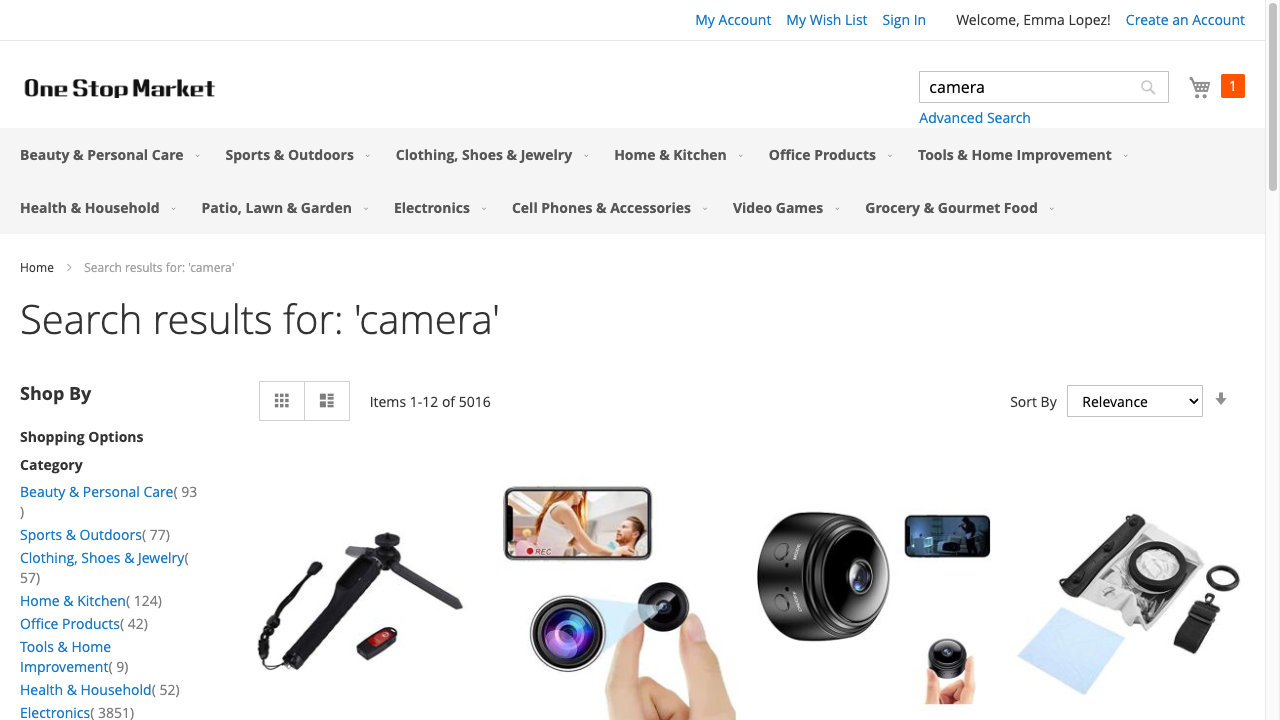 My Account My Wish List Sign In Welcome, Emma Lopez! Create an Account
One Stop Market
camera
1
Advanced Search
Beauty & Personal Care Sports & Outdoors Clothing, Shoes & Jewelry Home & Kitchen Office Products Tools & Home Improvement
Health & Household Patio, Lawn & Garden Electronics Cell Phones & Accessories Video Games Grocery & Gourmet Food
Home Search results for: 'camera'
Search results for: 'camera'
Shop By
Items 1-12 of 5016
Sort By Relevance
Shopping Options
Category
Beauty & Personal Care( 93
)
Sports & Outdoors( 77)
Clothing, Shoes & Jewelry(
57)
Home & Kitchen( 124)
Office Products( 42)
Tools & Home
Improvement( 9)
Health & Household( 52)
Electronics( 3851)
REC